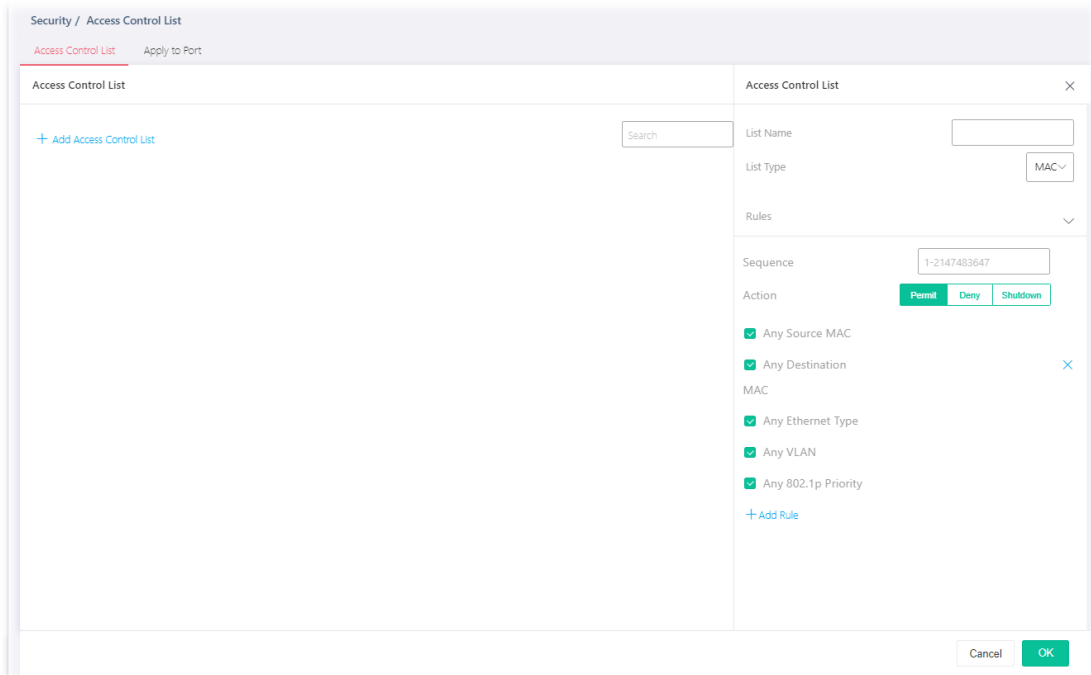 Security / Access Control List
Access Control List Apply to Port
Access Control List
+ Add Access Control List
Search
Access Control List
List Name
List Type MAC
Rules
Sequence 1-2147483647
Action Permit Deny Shutdown
Any Source MAC
Any Destination
MAC
Any Ethernet Type
Any VLAN
Any 802.1p Priority
+ Add Rule
Cancel OK